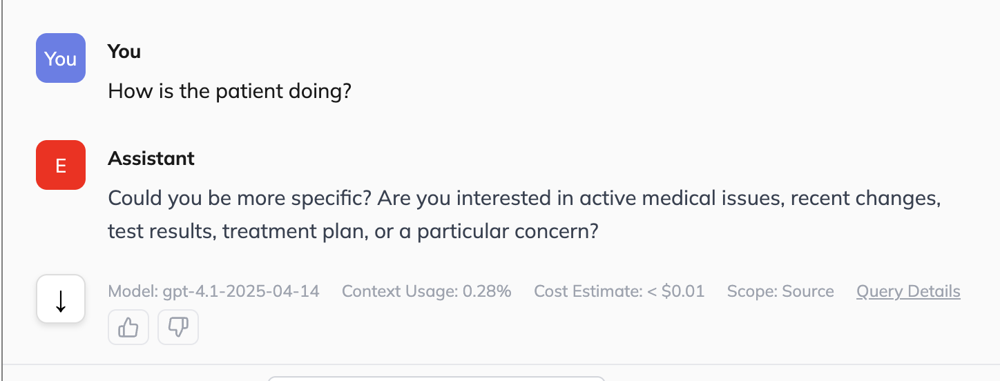 You
You
How is the patient doing?
E
Assistant
Could you be more specific? Are you interested in active medical issues, recent changes,
test results, treatment plan, or a particular concern?
Model: gpt-4.1-2025-04-14 Context Usage: 0.28% Cost Estimate: < $0.01 Scope: Source Query Details